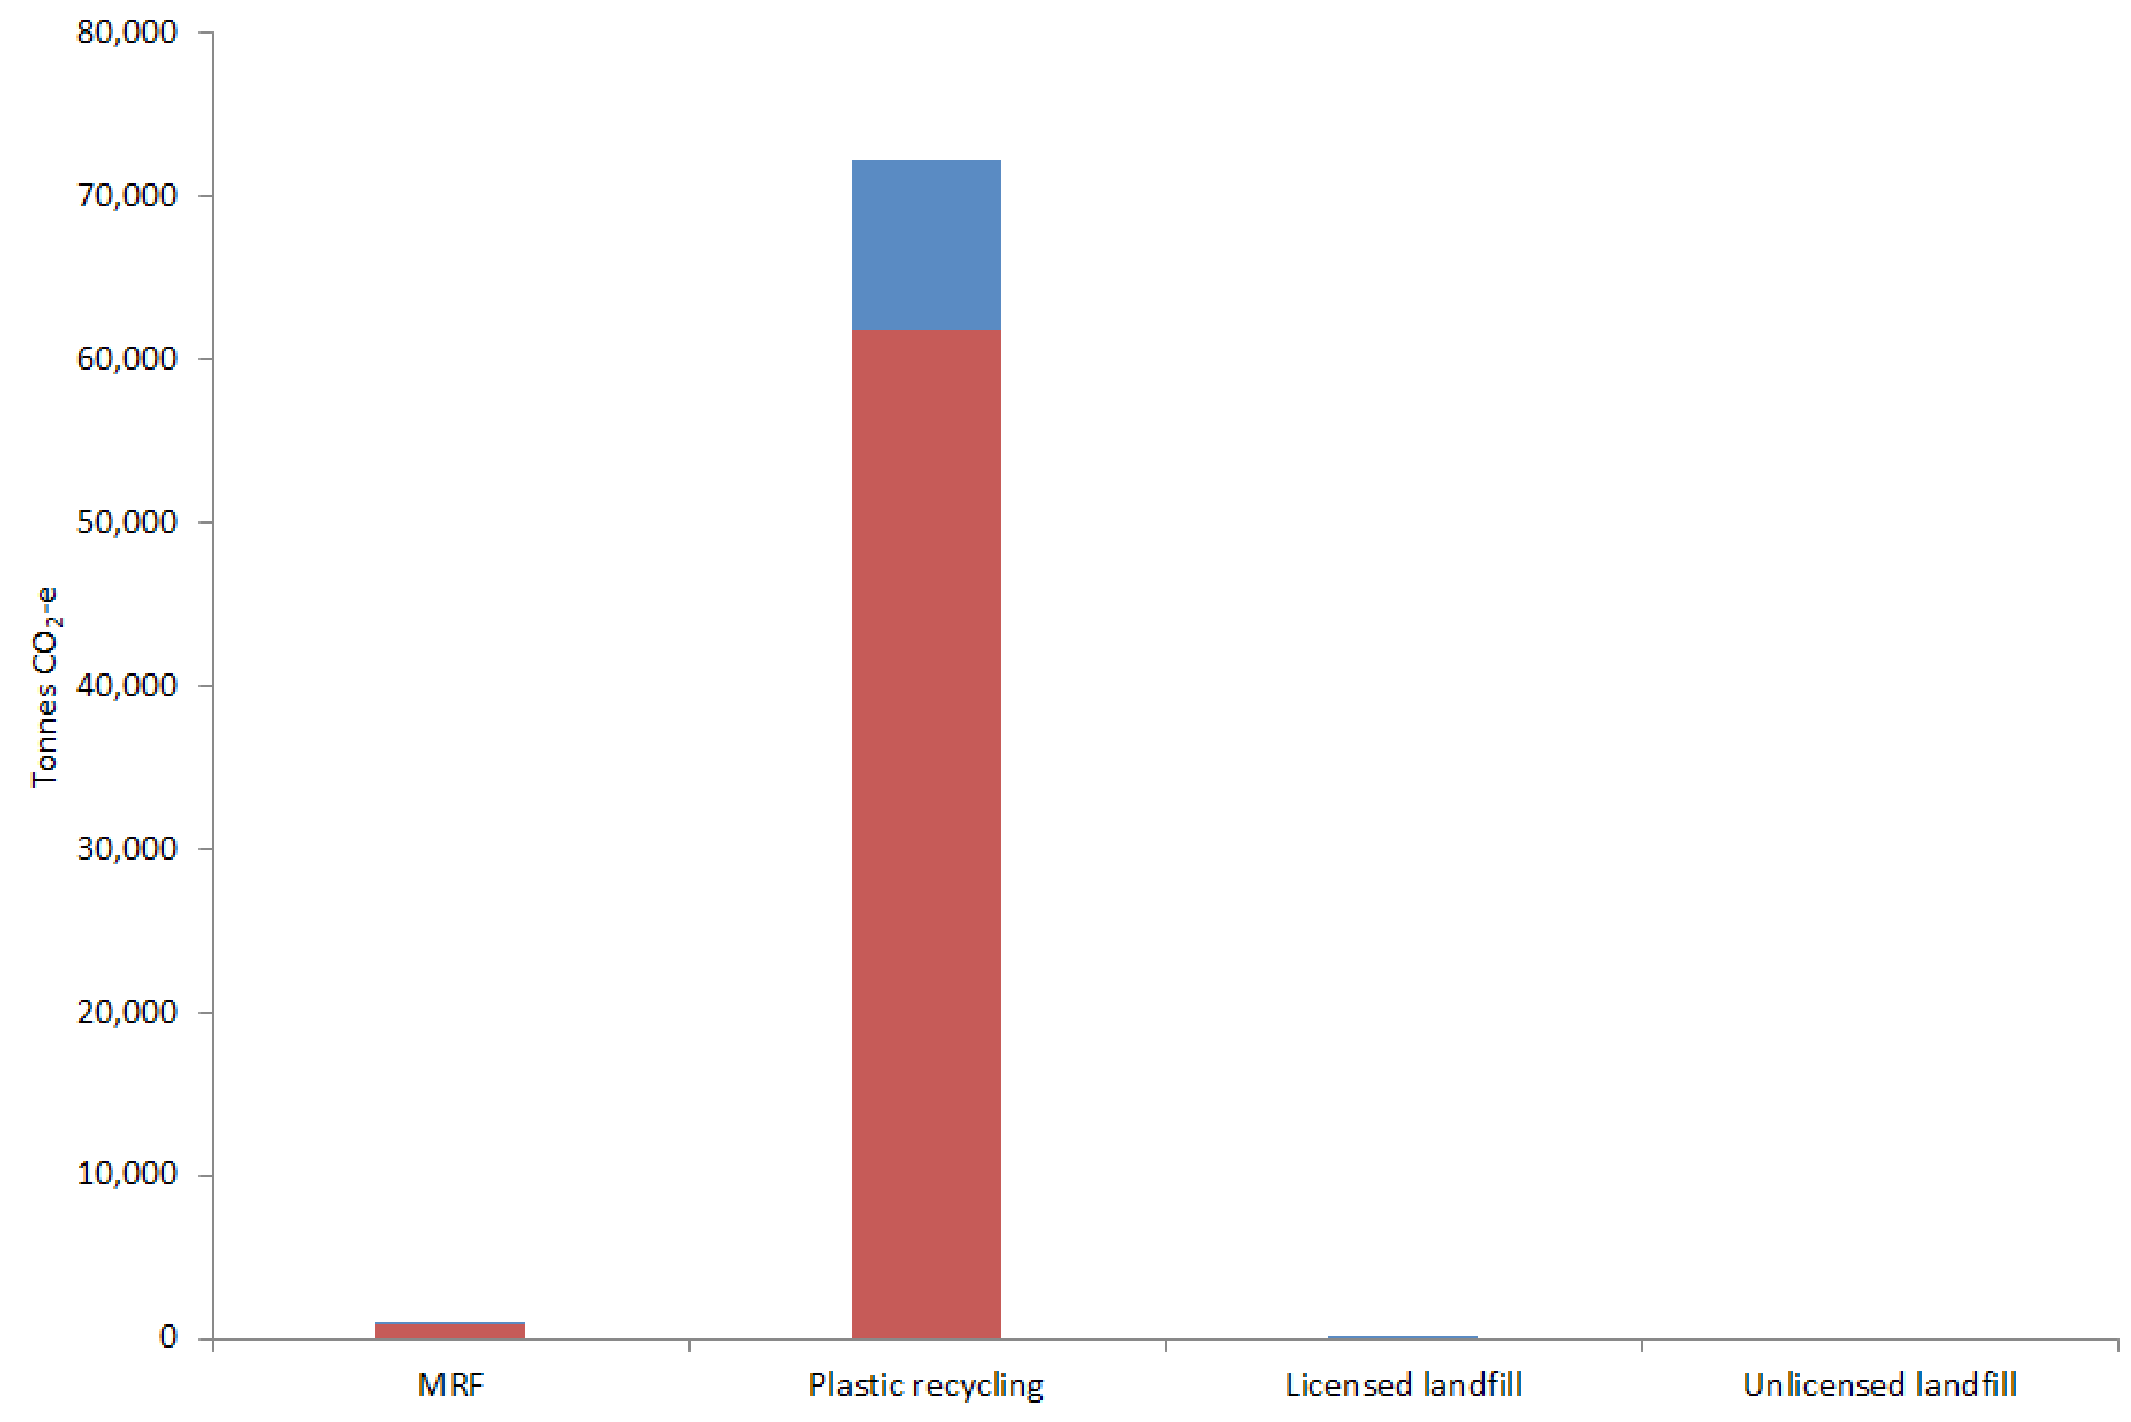 80,000
70,000
60,000
50,000
40,000
30,000
20,000
10,000
0
Tonnes CO₂-e
MRF
Plastic recycling
Licensed landfill
Unlicensed landfill